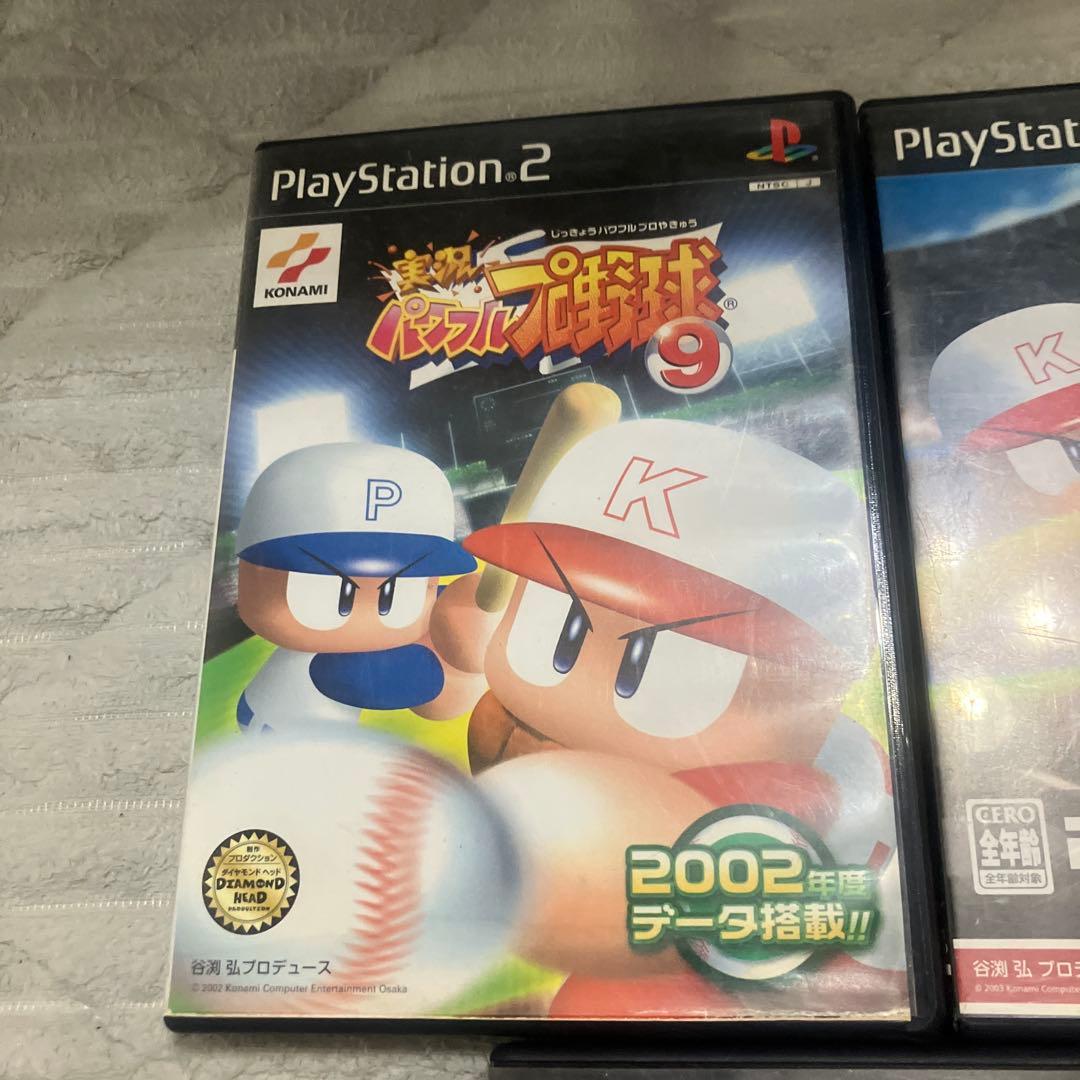 PlayStation®2
NTSC J
KONAMI
じっきょうパワフルプロやきゅう
実況
パワフル
プロ野球®
9
P
K
2002年度
データ搭載!!
制作
プロダクション
ダイヤモンド ヘッド
DIAMOND
HEAD
PRODUCTION
谷渕 弘プロデュース
© 2002 Konami Computer Entertainment Osaka
PlayStat
K
CERO
全年齢
全年齢対象
谷渕 弘 プロデ
© 2003 Konami Computer